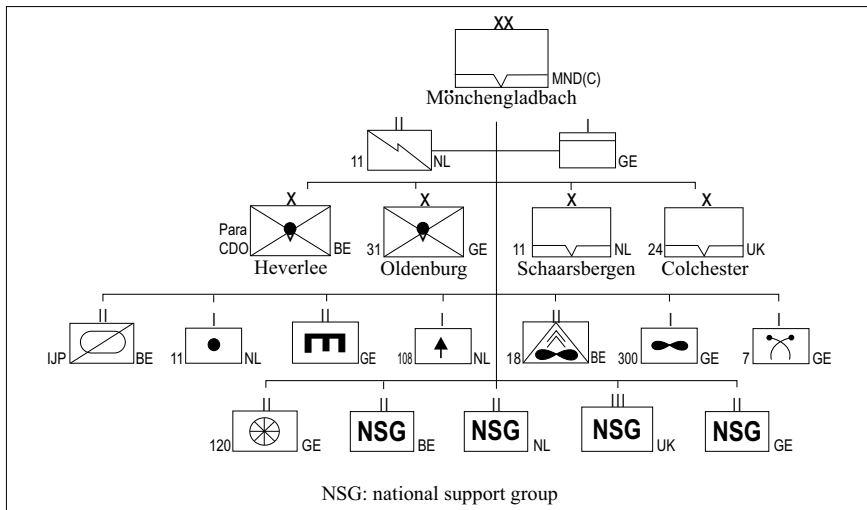 XX
MND(C)
Mönchengladbach
II I
11 NL GE
X X X X
Para
CDO BE 31 GE 11 NL 24 UK
Heverlee Oldenburg Schaarsbergen Colchester
II I II I II I I
IJP BE 11 NL GE 108 NL 18 BE 300 GE 7 GE
II II II III II
120 GE NSG BE NSG NL NSG UK NSG GE
NSG: national support group